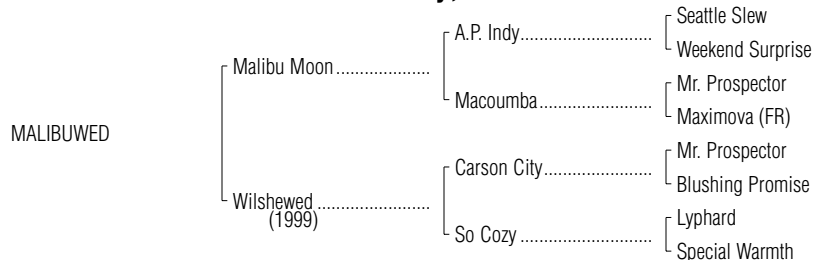 Seattle Slew
A.P. Indy
Weekend Surprise
Malibu Moon
Mr. Prospector
Macoumba
Maximova (FR)
MALIBUWED
Mr. Prospector
Carson City
Blushing Promise
Wilshewed
(1999)
Lyphard
So Cozy
Special Warmth